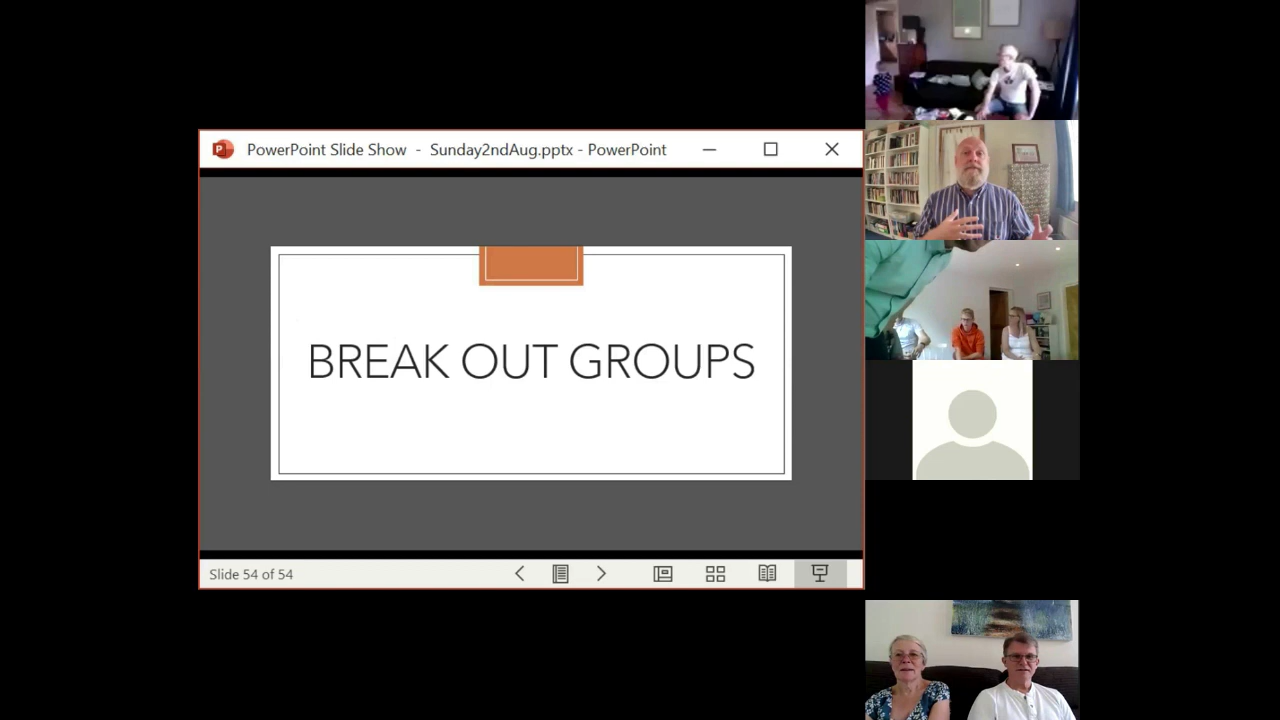 PowerPoint Slide Show - Sunday2ndAug.pptx - PowerPoint
BREAK OUT GROUPS
Slide 54 of 54